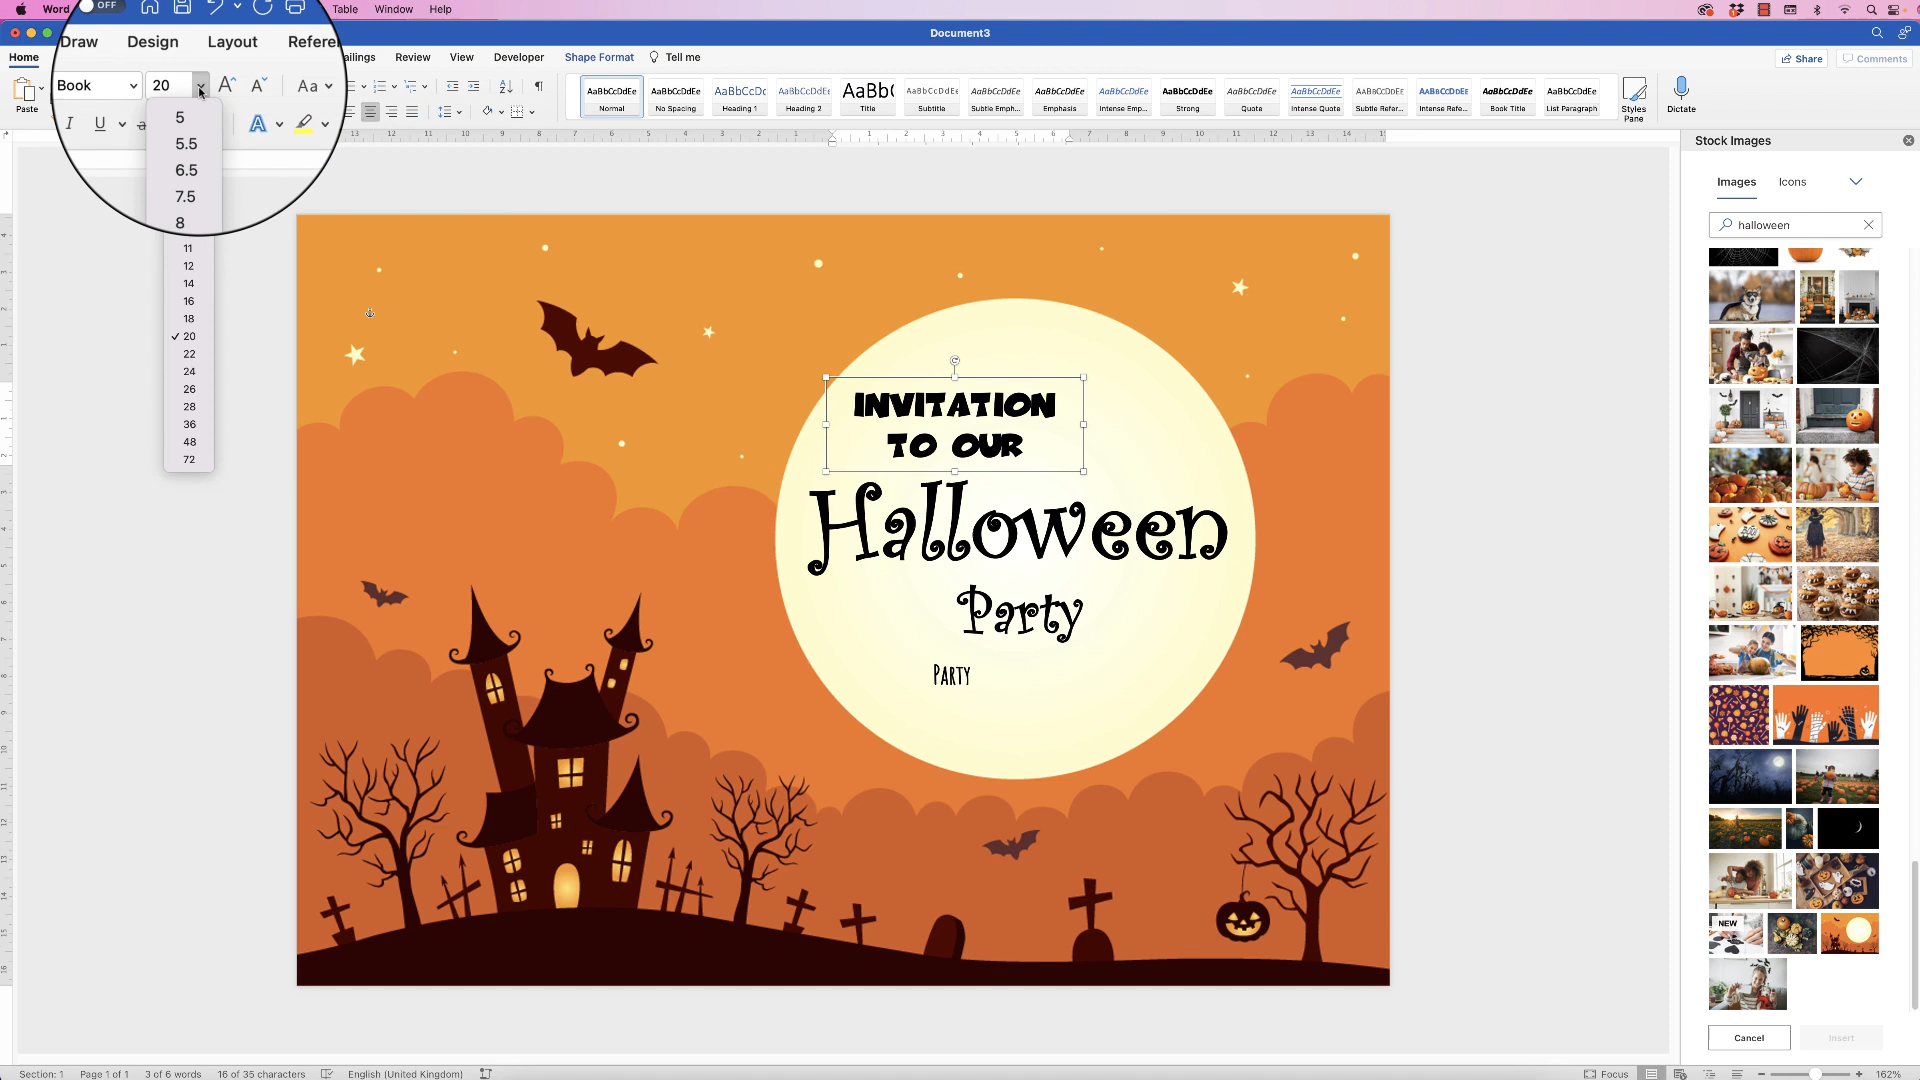 Word
Table
Window
Help
OFF
Document3
Home
Draw
Design
Layout
Refere
ailings
Review
View
Developer
Shape Format
Tell me
Share
Comments
Paste
Book
20
Aa
AaBbCcDdEe
Normal
AaBbCcDdEe
No Spacing
AaBbCcDc
Heading 1
AaBbCcDdEe
Heading 2
AaBb(
Title
AaBbCcDdEe
Subtitle
AaBbCcDdEe
Subtle Emph...
AaBbCcDdEe
Emphasis
AaBbCcDdEe
Intense Emp...
AaBbCcDdEe
Strong
AaBbCcDdEe
Quote
AaBbCcDdEe
Intense Quote
AaBbCcDdEe
Subtle Refer...
AaBbCcDdEe
Intense Refe...
AaBbCcDdEe
Book Title
AaBbCcDdEe
List Paragraph
Styles
Pane
Dictate
5
5.5
6.5
7.5
8
11
12
14
16
18
20
22
24
26
28
36
48
72
INVITATION
TO OUR
Halloween
Party
Party
Stock Images
Images
Icons
halloween
NEW
Cancel
Insert
Section: 1
Page 1 of 1
3 of 6 words
16 of 35 characters
English (United Kingdom)
Focus
162%